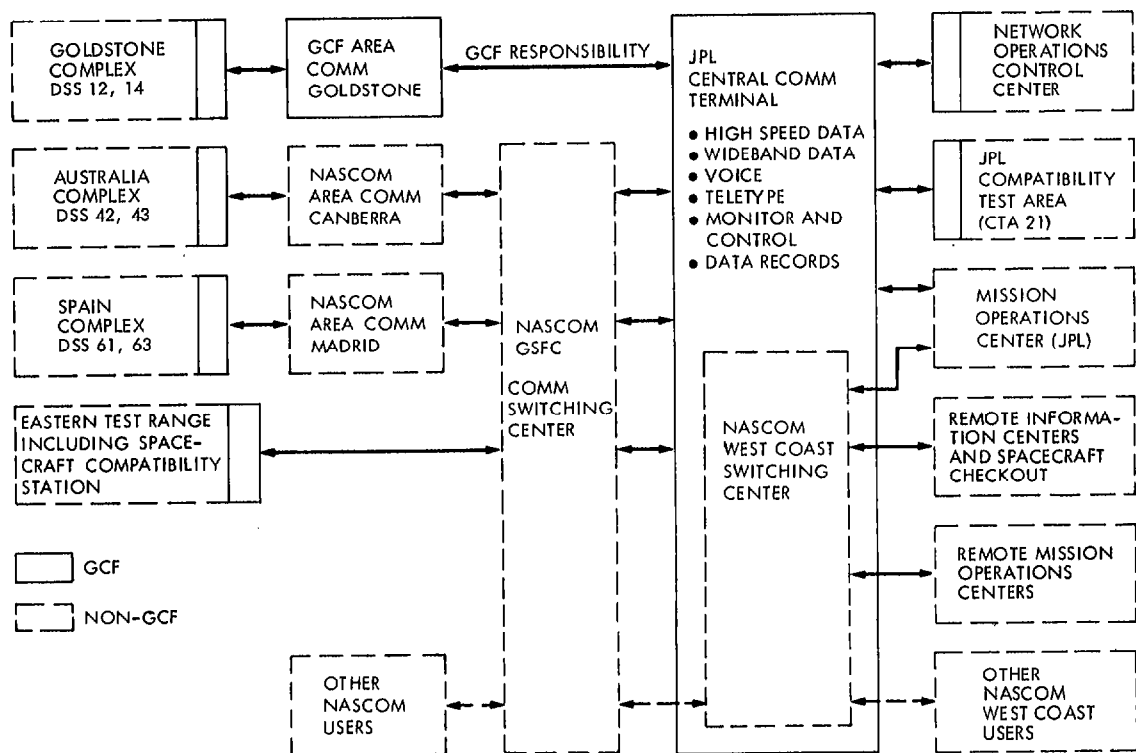 GOLDSTONE
COMPLEX
DSS 12, 14
GCF AREA
COMM
GOLDSTONE
GCF RESPONSIBILITY
JPL
CENTRAL COMM
TERMINAL
• HIGH SPEED DATA
• WIDEBAND DATA
• VOICE
• TELETYPE
• MONITOR AND
CONTROL
• DATA RECORDS
NETWORK
OPERATIONS
CONTROL
CENTER
AUSTRALIA
COMPLEX
DSS 42, 43
NASCOM
AREA COMM
CANBERRA
JPL
COMPATIBILITY
TEST AREA
(CTA 21)
SPAIN
COMPLEX
DSS 61, 63
NASCOM
AREA COMM
MADRID
NASCOM
GSFC
COMM
SWITCHING
CENTER
MISSION
OPERATIONS
CENTER (JPL)
EASTERN TEST RANGE
INCLUDING SPACE-
CRAFT COMPATIBILITY
STATION
NASCOM
WEST COAST
SWITCHING
CENTER
REMOTE INFORMA-
TION CENTERS
AND SPACECRAFT
CHECKOUT
GCF
NON-GCF
REMOTE MISSION
OPERATIONS
CENTERS
OTHER
NASCOM
USERS
OTHER
NASCOM
WEST COAST
USERS